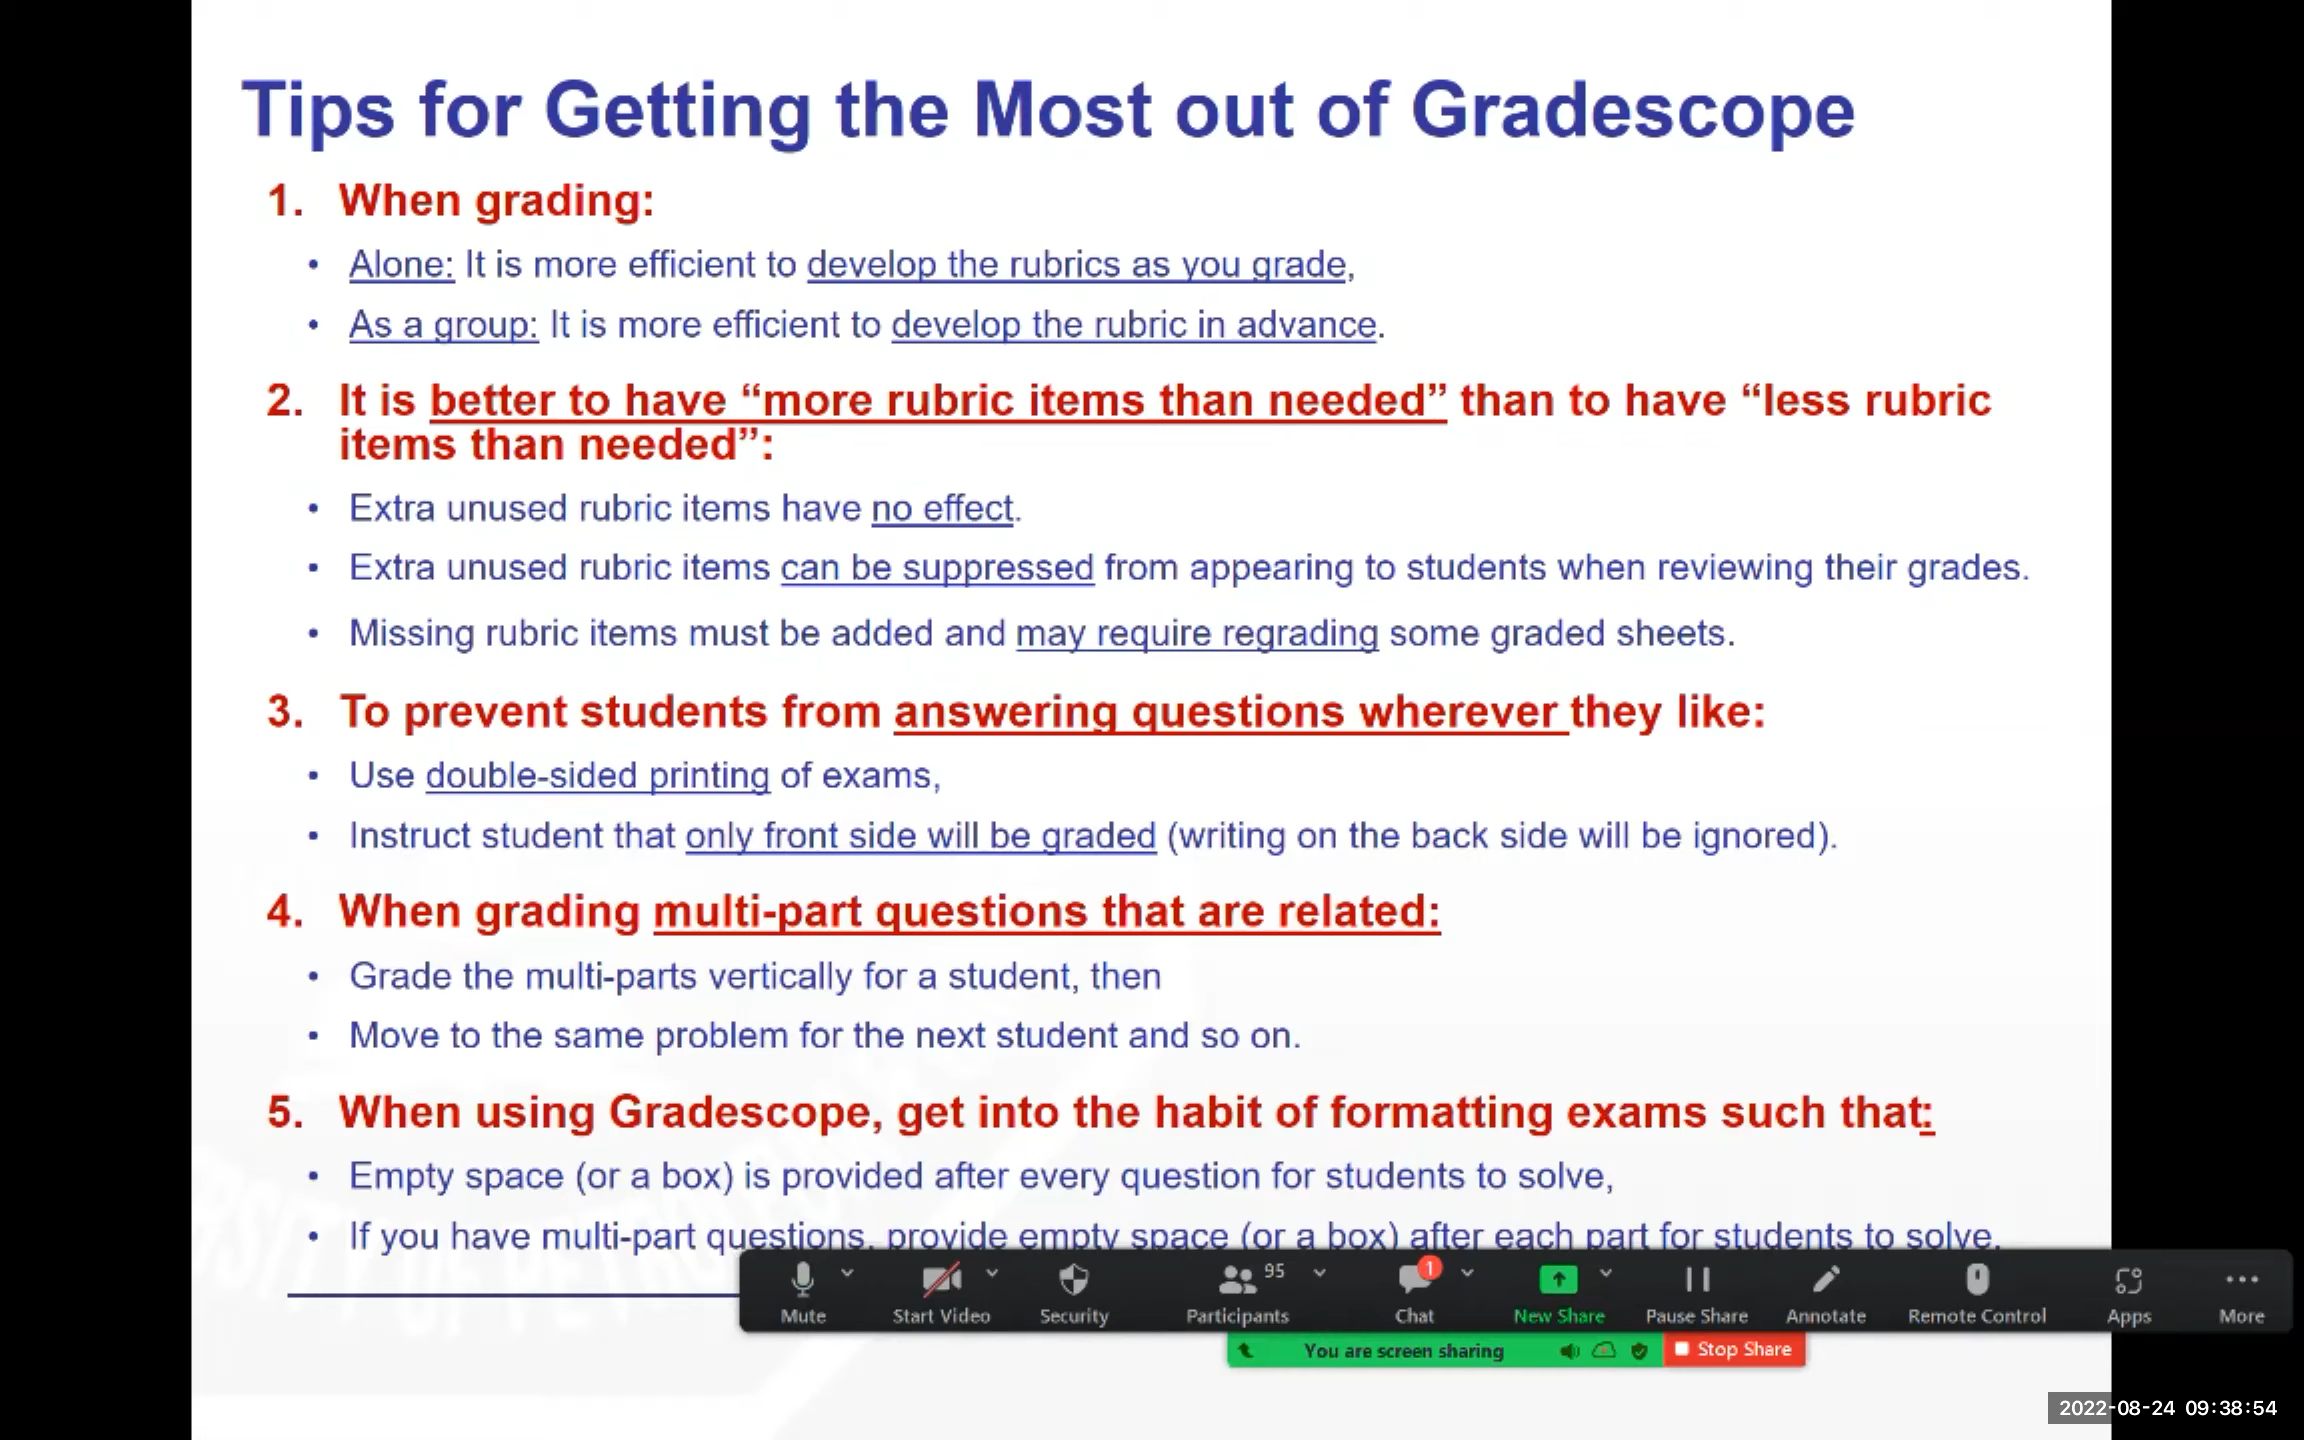 Tips for Getting the Most out of Gradescope
1. When grading:
• Alone: It is more efficient to develop the rubrics as you grade,
• As a group: It is more efficient to develop the rubric in advance.
2. It is better to have “more rubric items than needed” than to have “less rubric
items than needed”:
• Extra unused rubric items have no effect.
• Extra unused rubric items can be suppressed from appearing to students when reviewing their grades.
• Missing rubric items must be added and may require regrading some graded sheets.
3. To prevent students from answering questions wherever they like:
• Use double-sided printing of exams,
• Instruct student that only front side will be graded (writing on the back side will be ignored).
4. When grading multi-part questions that are related:
• Grade the multi-parts vertically for a student, then
• Move to the same problem for the next student and so on.
5. When using Gradescope, get into the habit of formatting exams such that:
• Empty space (or a box) is provided after every question for students to solve,
• If you have multi-part questions, provide empty space (or a box) after each part for students to solve.
95
1
Mute
Start Video
Security
Participants
Chat
New Share
Pause Share
Annotate
Remote Control
Apps
More
You are screen sharing
Stop Share
2022-08-24 09:38:54